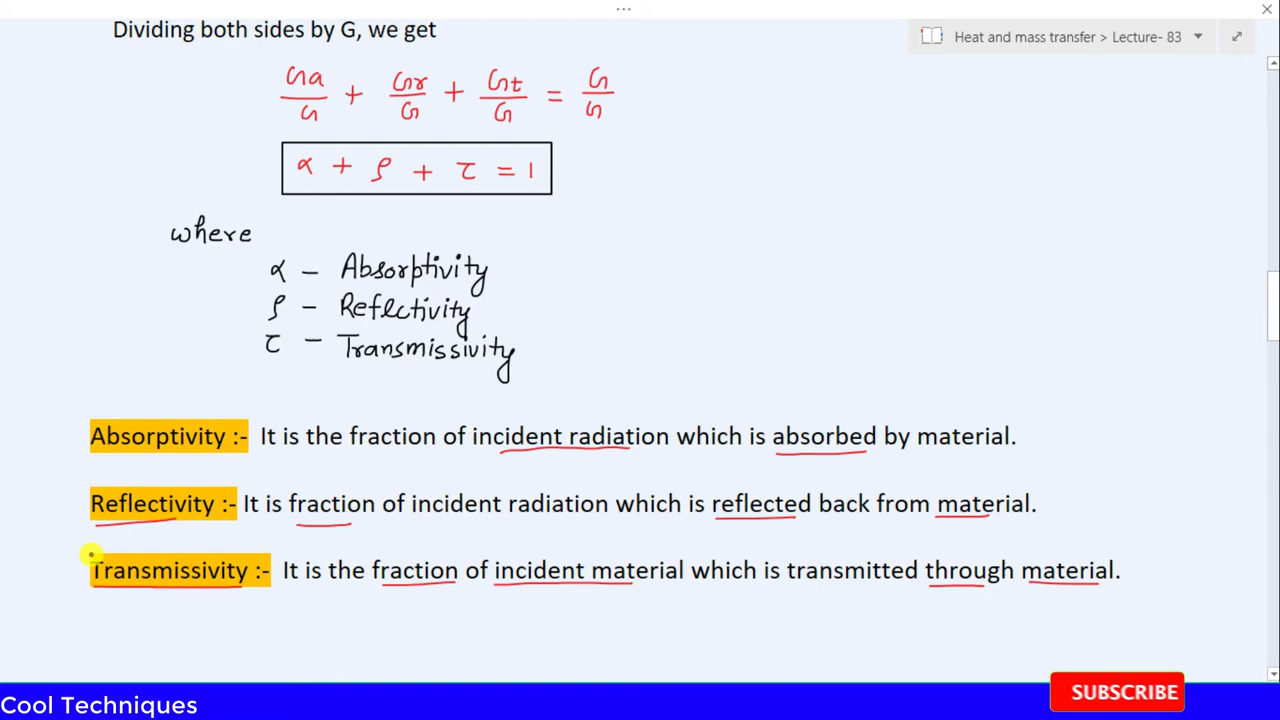 ...
Dividing both sides by G, we get
Heat and mass transfer > Lecture- 83
Ga/G + Gr/G + Gt/G = G/G
α + ρ + τ = 1
where
α – Absorptivity
ρ – Reflectivity
τ – Transmissivity
Absorptivity :- It is the fraction of incident radiation which is absorbed by material.
Reflectivity :- It is fraction of incident radiation which is reflected back from material.
Transmissivity :- It is the fraction of incident material which is transmitted through material.
SUBSCRIBE
Cool Techniques